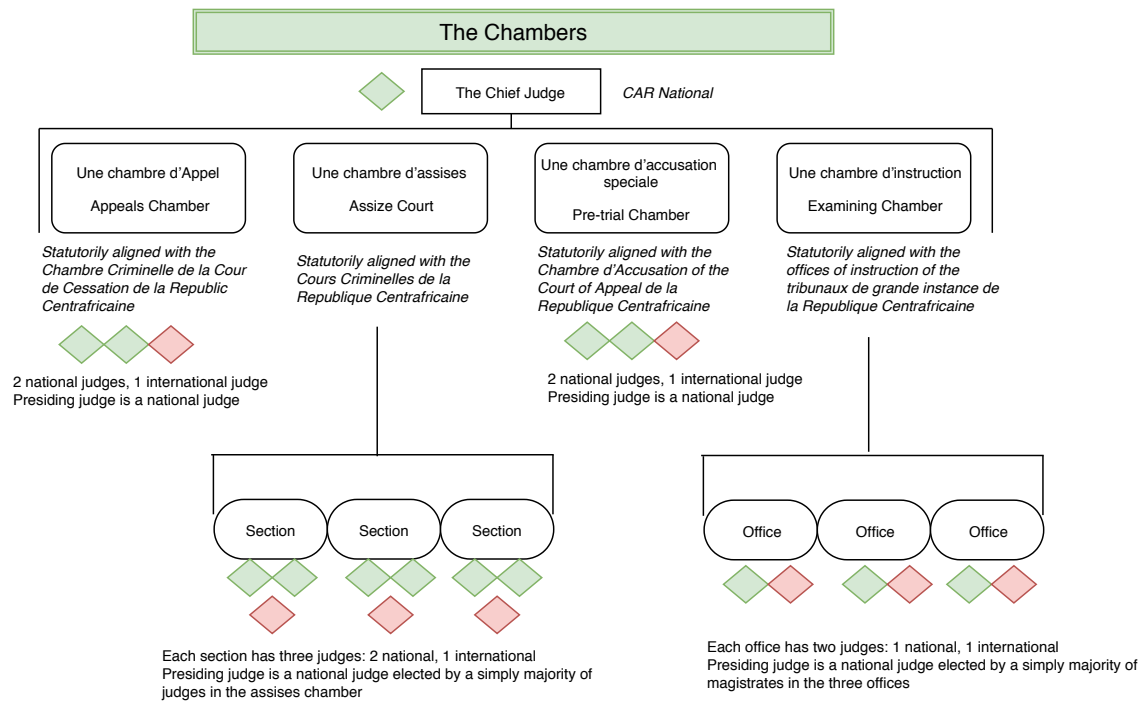 The Chambers
The Chief Judge
CAR National
Une chambre d'Appel
Appeals Chamber
Une chambre d'assises
Assize Court
Une chambre d'accusation
speciale
Pre-trial Chamber
Une chambre d'instruction
Examining Chamber
Statutorily aligned with the
Chambre Criminelle de la Cour
de Cessation de la Republic
Centrafricaine
Statutorily aligned with the
Cours Criminelles de la
Republique Centrafricaine
Statutorily aligned with the
Chambre d'Accusation of the
Court of Appeal de la
Republique Centrafricaine
Statutorily aligned with the
offices of instruction of the
tribunaux de grande instance de
la Republique Centrafricaine
2 national judges, 1 international judge
Presiding judge is a national judge
2 national judges, 1 international judge
Presiding judge is a national judge
Section
Section
Section
Office
Office
Office
Each section has three judges: 2 national, 1 international
Presiding judge is a national judge elected by a simply majority of
judges in the assises chamber
Each office has two judges: 1 national, 1 international
Presiding judge is a national judge elected by a simply majority of
magistrates in the three offices